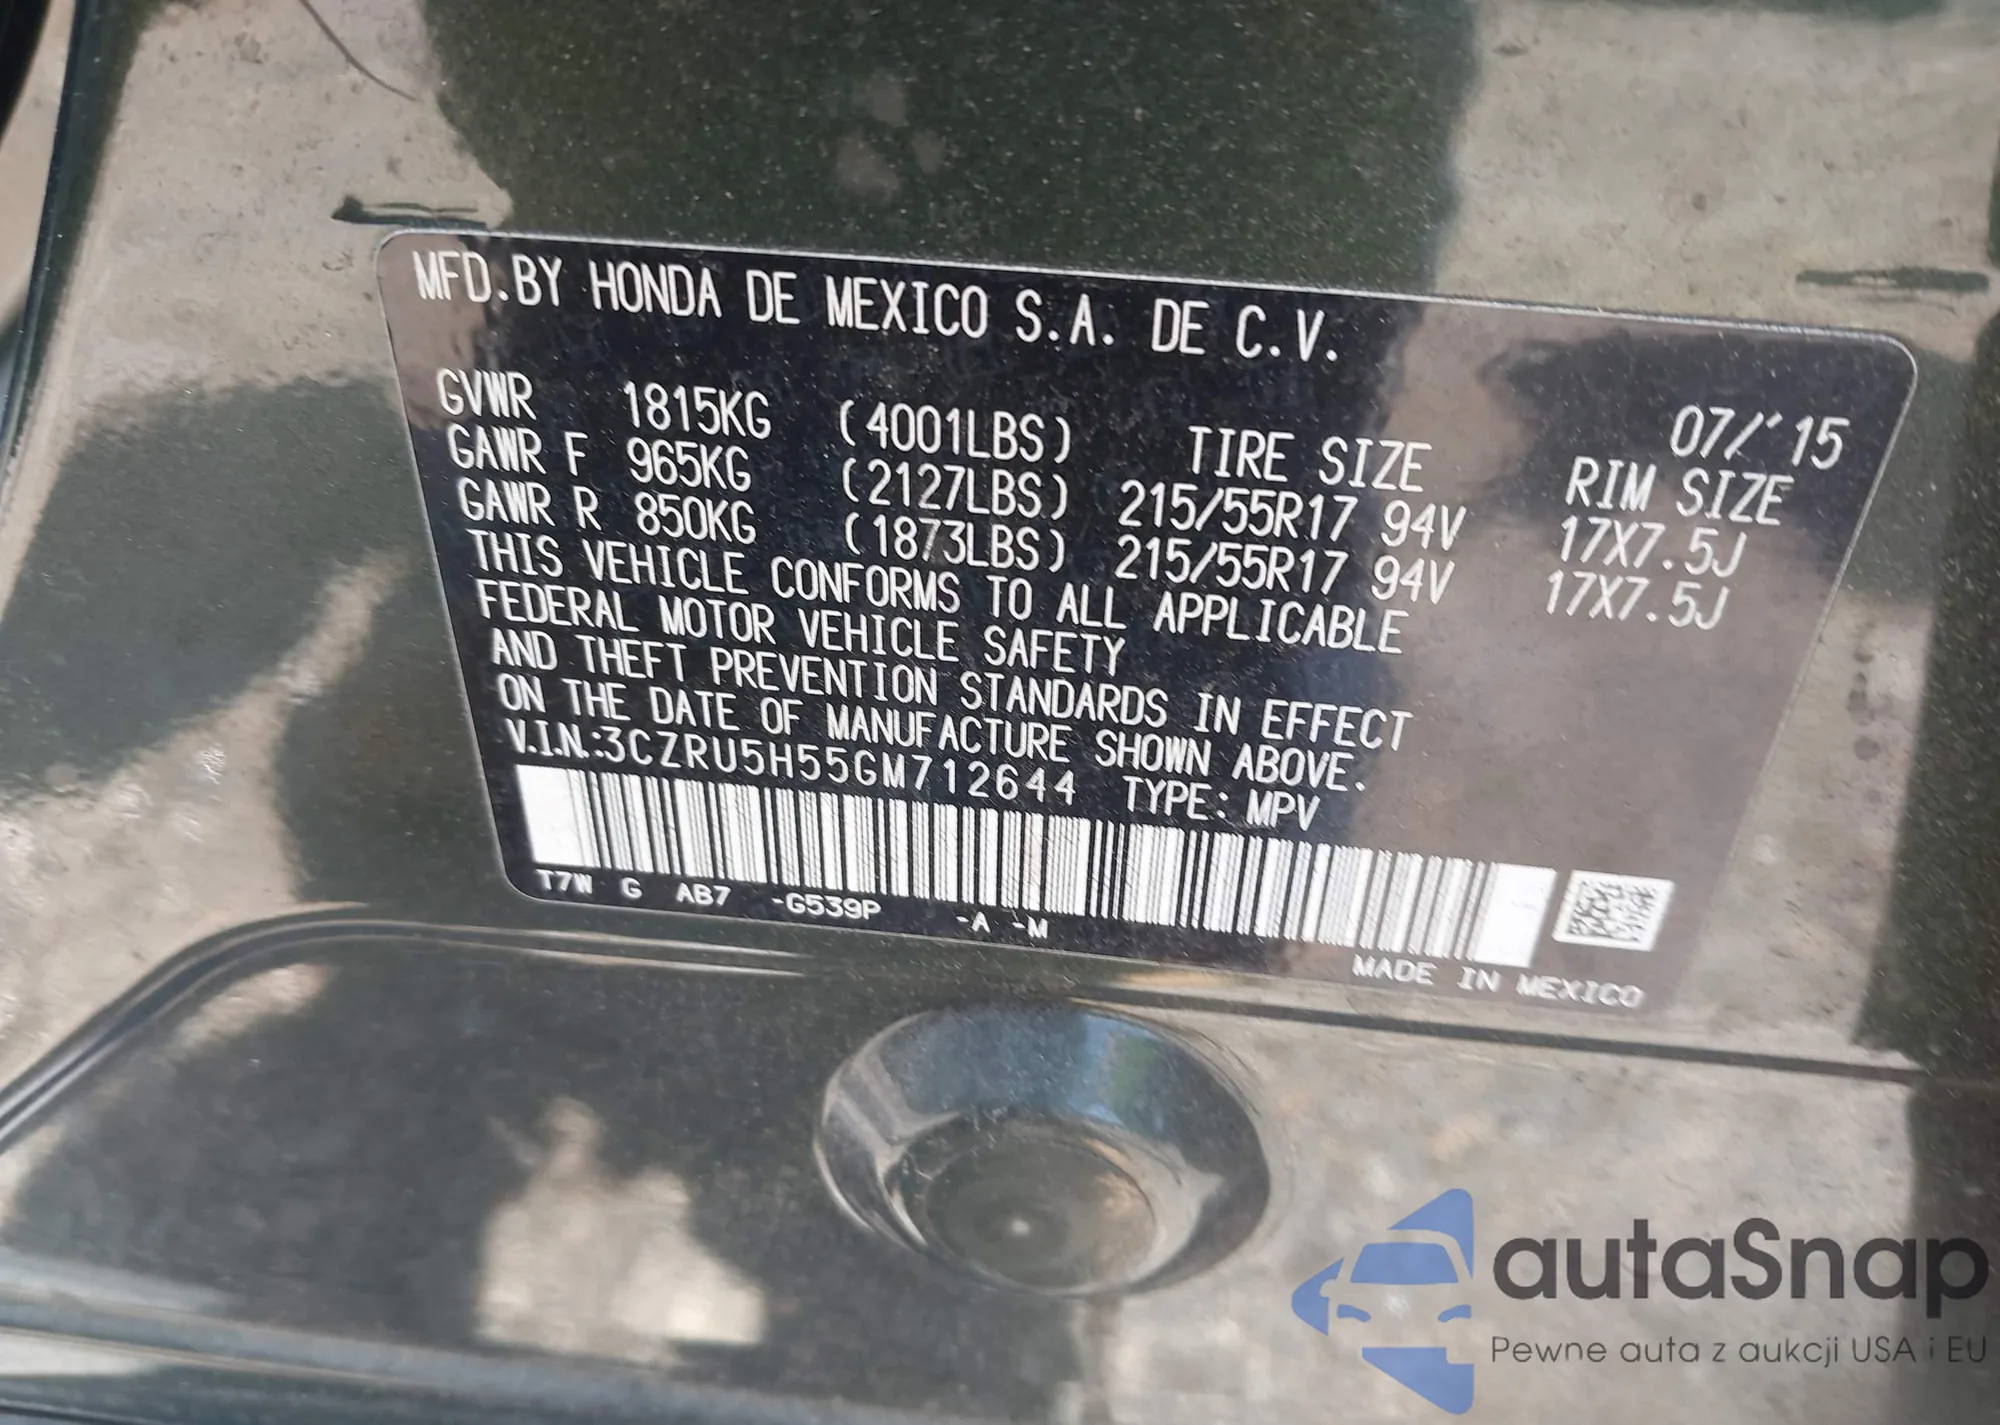 MFD.BY HONDA DE MEXICO S.A. DE C.V.
07/'15
GVWR 1815KG (4001LBS) TIRE SIZE RIM SIZE
GAWR F 965KG (2127LBS) 215/55R17 94V 17X7.5J
GAWR R 850KG (1873LBS) 215/55R17 94V 17X7.5J
THIS VEHICLE CONFORMS TO ALL APPLICABLE
FEDERAL MOTOR VEHICLE SAFETY
AND THEFT PREVENTION STANDARDS IN EFFECT
ON THE DATE OF MANUFACTURE SHOWN ABOVE.
V.I.N.:3CZRU5H55GM712644 TYPE: MPV
T7W G AB7 -G539P -A -M
MADE IN MEXICO
autaSnap
Pewne auta z aukcji USA i EU